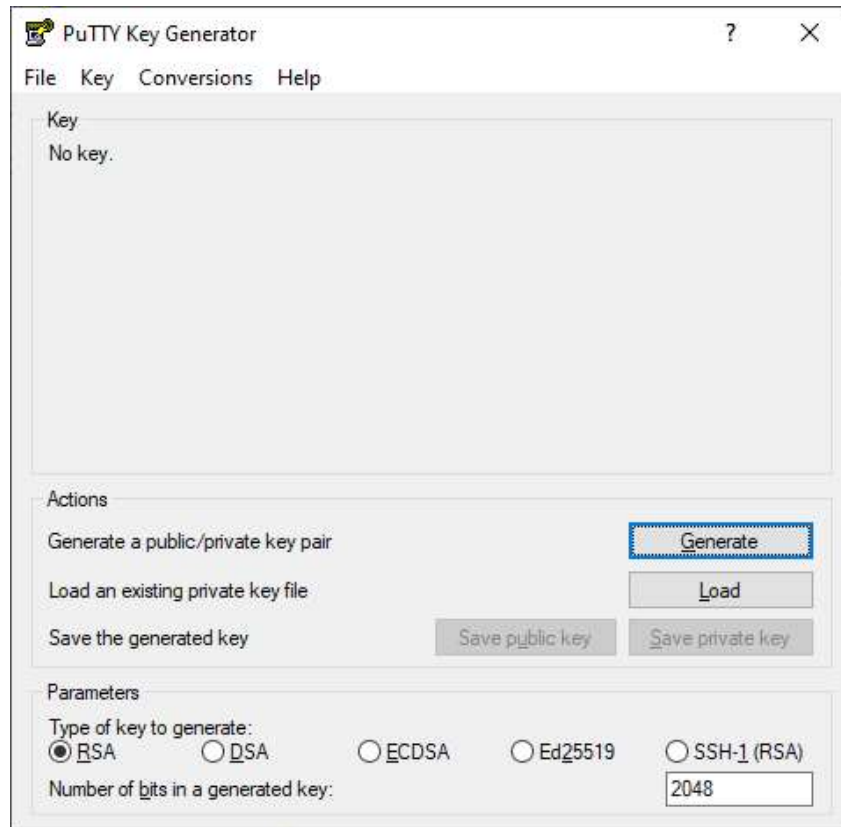 PuTTY Key Generator ? ×
File Key Conversions Help
Key
No key.
Actions
Generate a public/private key pair Generate
Load an existing private key file Load
Save the generated key Save public key Save private key
Parameters
Type of key to generate:
RSA DSA ECDSA Ed25519 SSH-1 (RSA)
Number of bits in a generated key: 2048